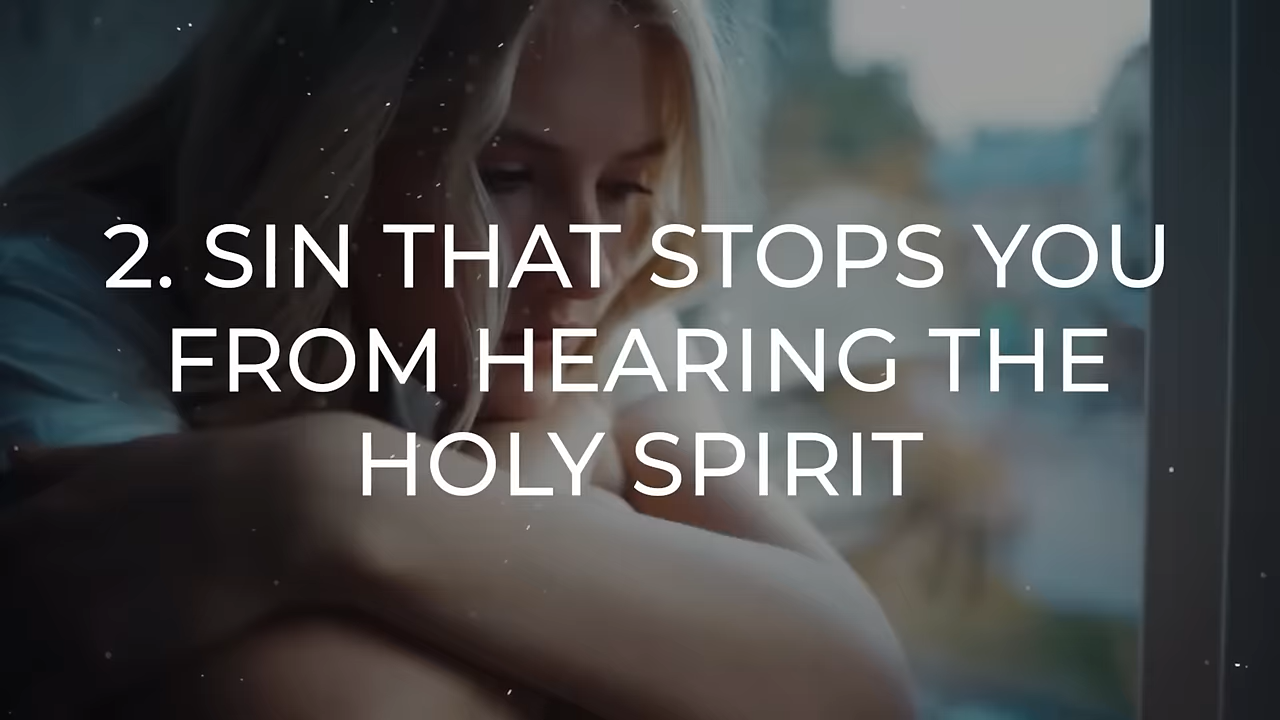 2. SIN THAT STOPS YOU
FROM HEARING THE
HOLY SPIRIT